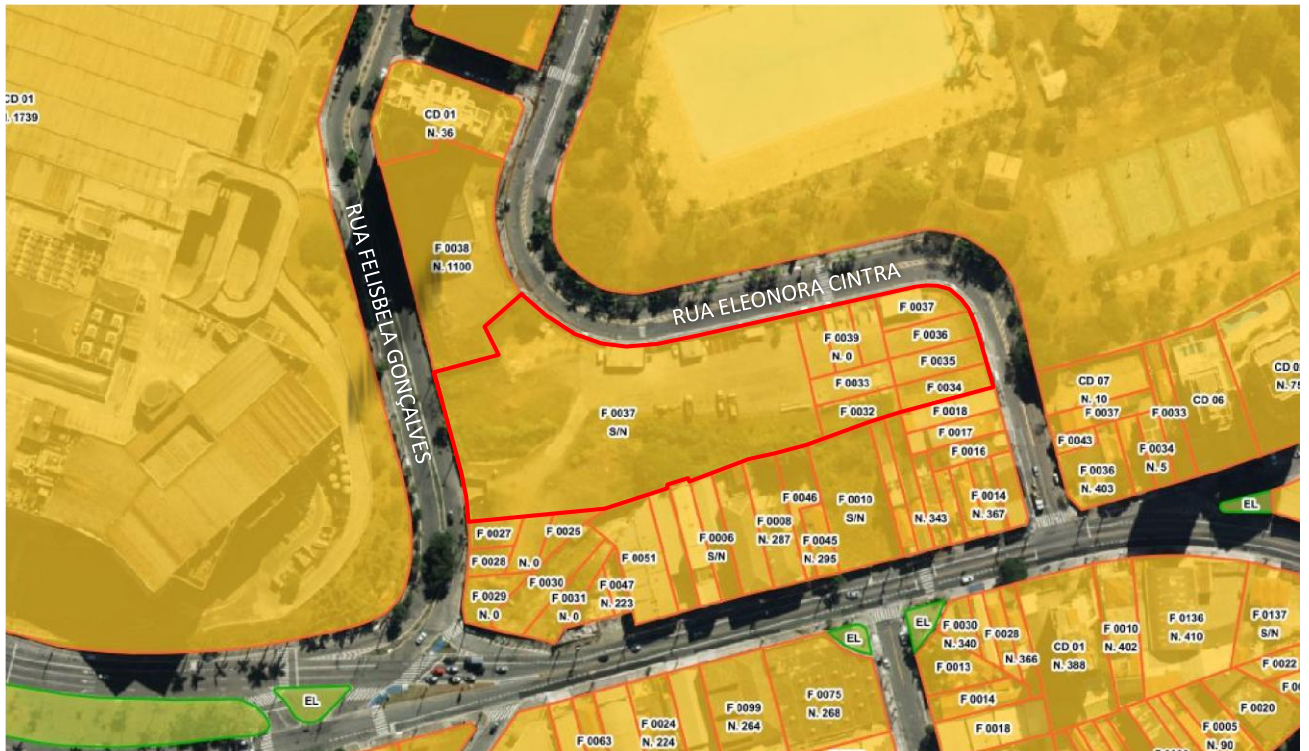 CD 01
N. 1739
CD 01
N. 36
F 0038
N. 1100
RUA FELISBELA GONÇALVES
RUA ELEONORA CINTRA
F 0037
S/N
F 0039
N. 0
F 0037
F 0036
F 0035
F 0034
F 0033
F 0032
F 0018
F 0017
F 0016
F 0014
N. 367
N. 343
F 0010
S/N
F 0046
F 0045
N. 295
F 0008
N. 287
F 0006
S/N
F 0051
F 0047
N. 223
F 0025
F 0027
F 0028
N. 0
F 0030
F 0031
N. 0
F 0029
N. 0
CD 07
N. 10
F 0037
F 0033
CD 06
F 0043
F 0034
N. 5
F 0036
N. 403
EL
EL
EL
EL
F 0030
N. 340
F 0028
N. 366
F 0013
F 0014
F 0018
CD 01
N. 388
F 0010
N. 402
F 0136
N. 410
F 0137
S/N
F 0022
F 0020
F 0005
N. 90
F 0075
N. 268
F 0099
N. 264
F 0024
N. 224
F 0063